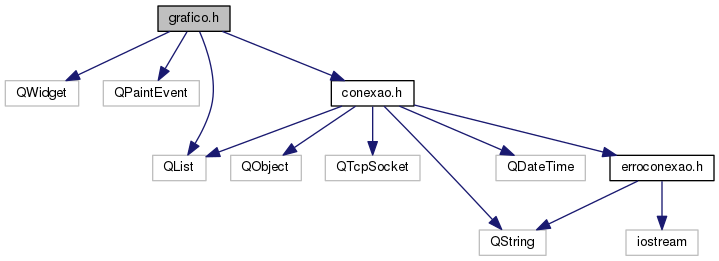 grafico.h
QWidget
QPaintEvent
conexao.h
QList
QObject
QTcpSocket
QDateTime
erroconexao.h
QString
iostream